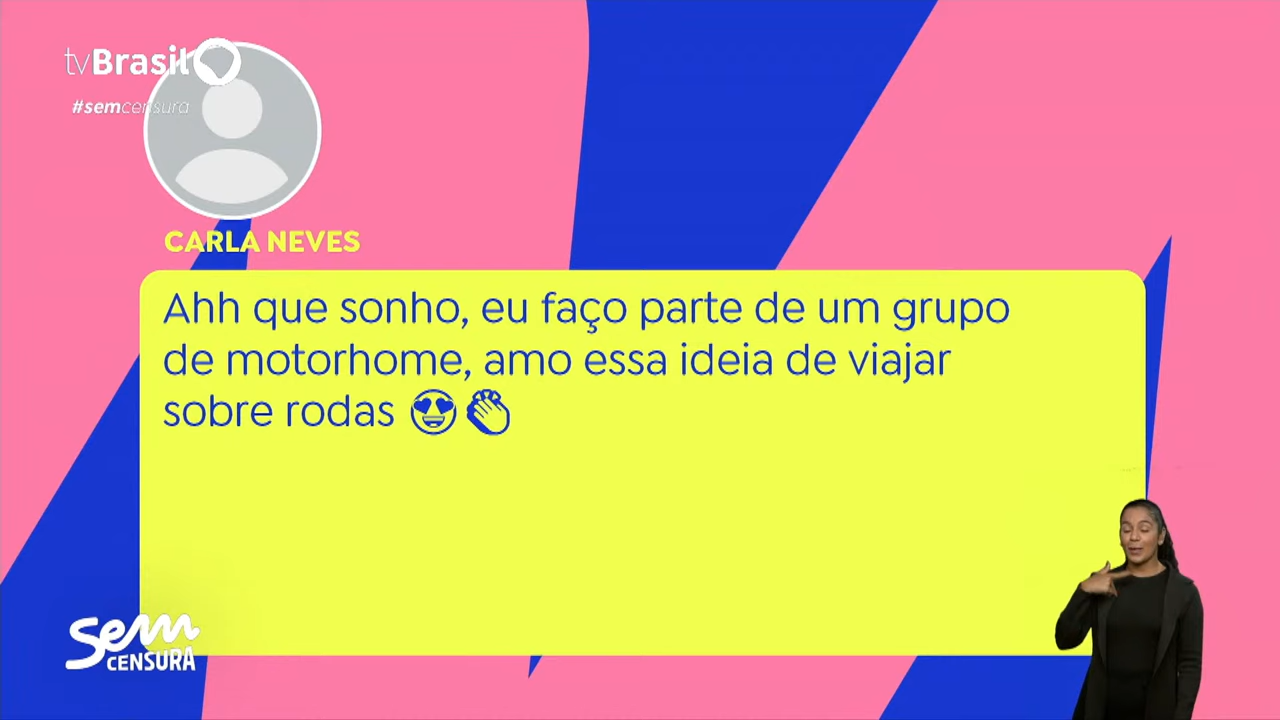 tvBrasil
#semcensura
CARLA NEVES
Ahh que sonho, eu faço parte de um grupo
de motorhome, amo essa ideia de viajar
sobre rodas 😍👏
Sem
CENSURA